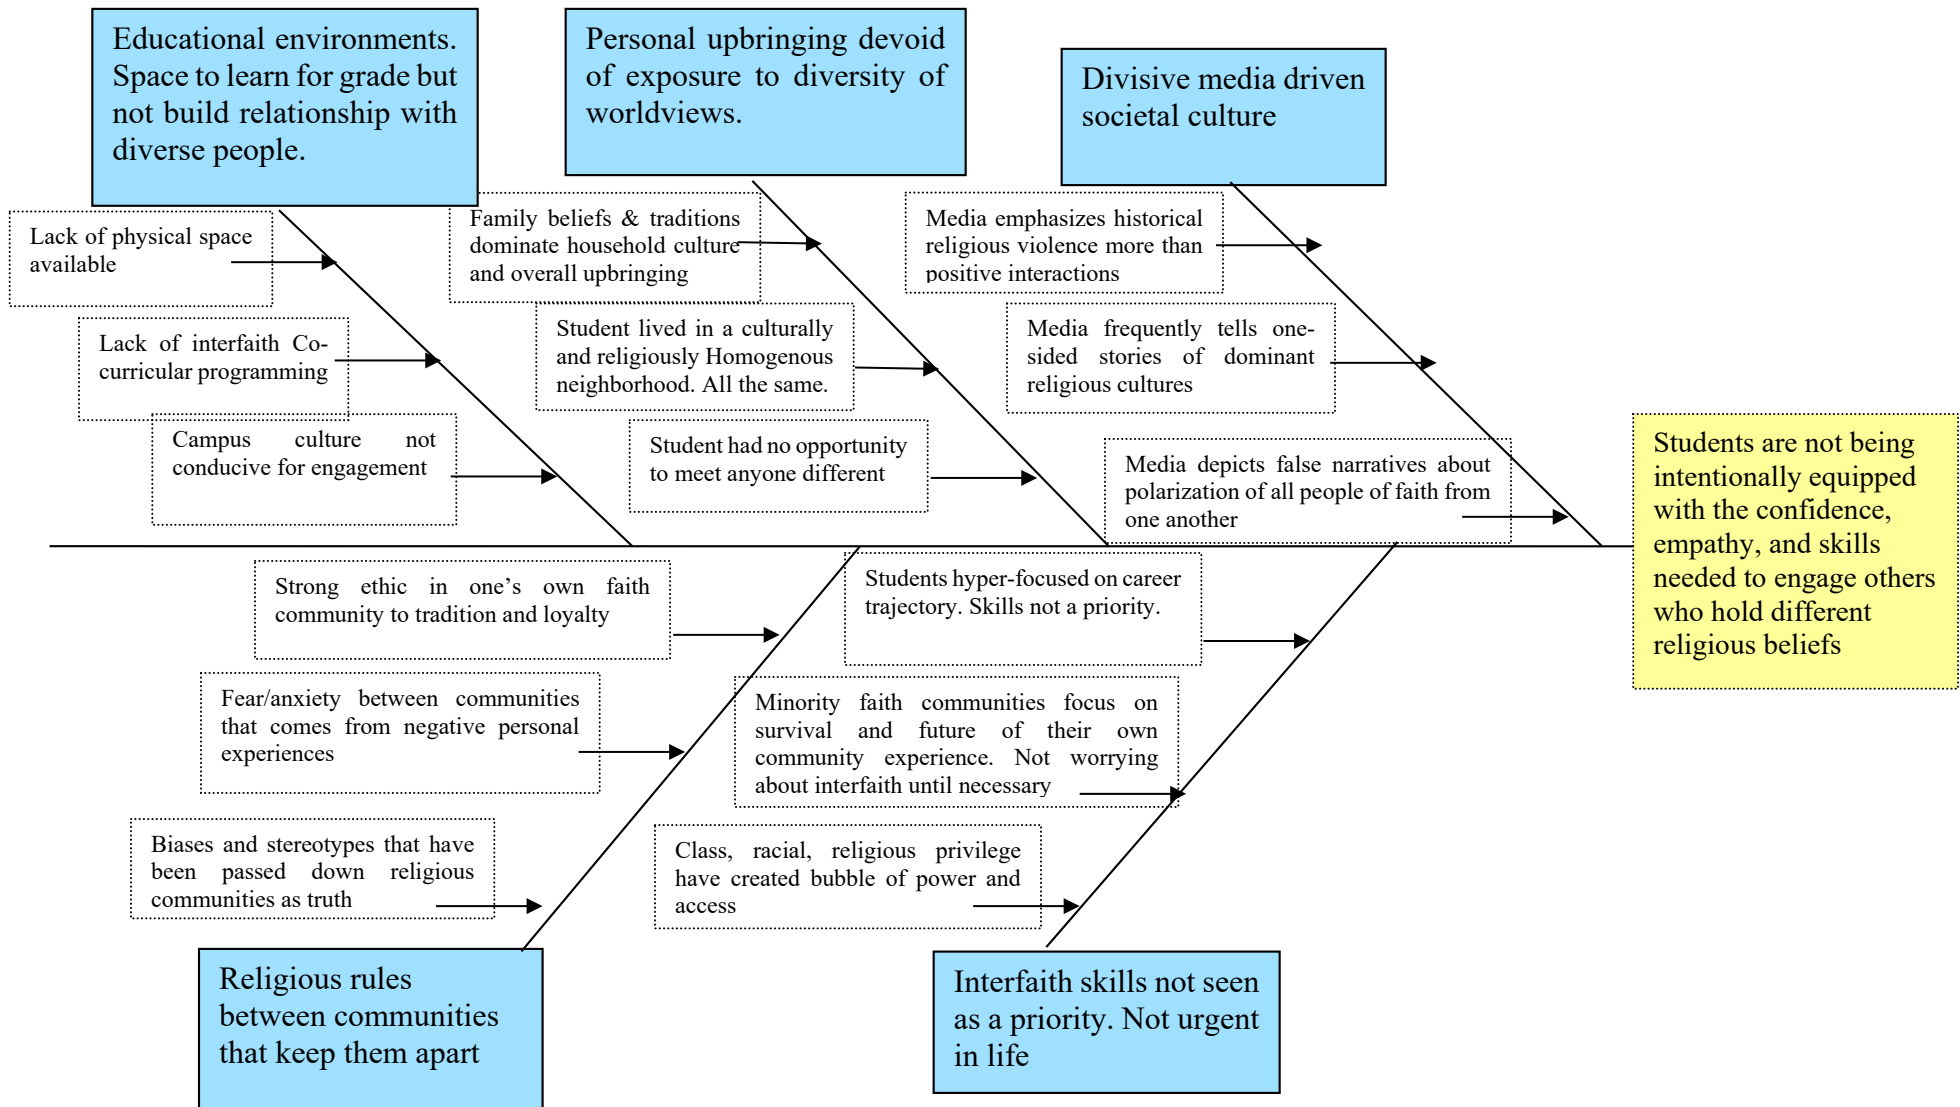 Educational environments.
Space to learn for grade but
not build relationship with
diverse people.
Personal upbringing devoid
of exposure to diversity of
worldviews.
Divisive media driven
societal culture
Lack of physical space
available
Lack of interfaith Co-
curricular programming
Campus culture not
conducive for engagement
Family beliefs & traditions
dominate household culture
and overall upbringing
Student lived in a culturally
and religiously Homogenous
neighborhood. All the same.
Student had no opportunity
to meet anyone different
Media emphasizes historical
religious violence more than
positive interactions
Media frequently tells one-
sided stories of dominant
religious cultures
Media depicts false narratives about
polarization of all people of faith from
one another
Students are not being
intentionally equipped
with the confidence,
empathy, and skills
needed to engage others
who hold different
religious beliefs
Strong ethic in one’s own faith
community to tradition and loyalty
Fear/anxiety between communities
that comes from negative personal
experiences
Biases and stereotypes that have
been passed down religious
communities as truth
Students hyper-focused on career
trajectory. Skills not a priority.
Minority faith communities focus on
survival and future of their own
community experience. Not worrying
about interfaith until necessary
Class, racial, religious privilege
have created bubble of power and
access
Religious rules
between communities
that keep them apart
Interfaith skills not seen
as a priority. Not urgent
in life